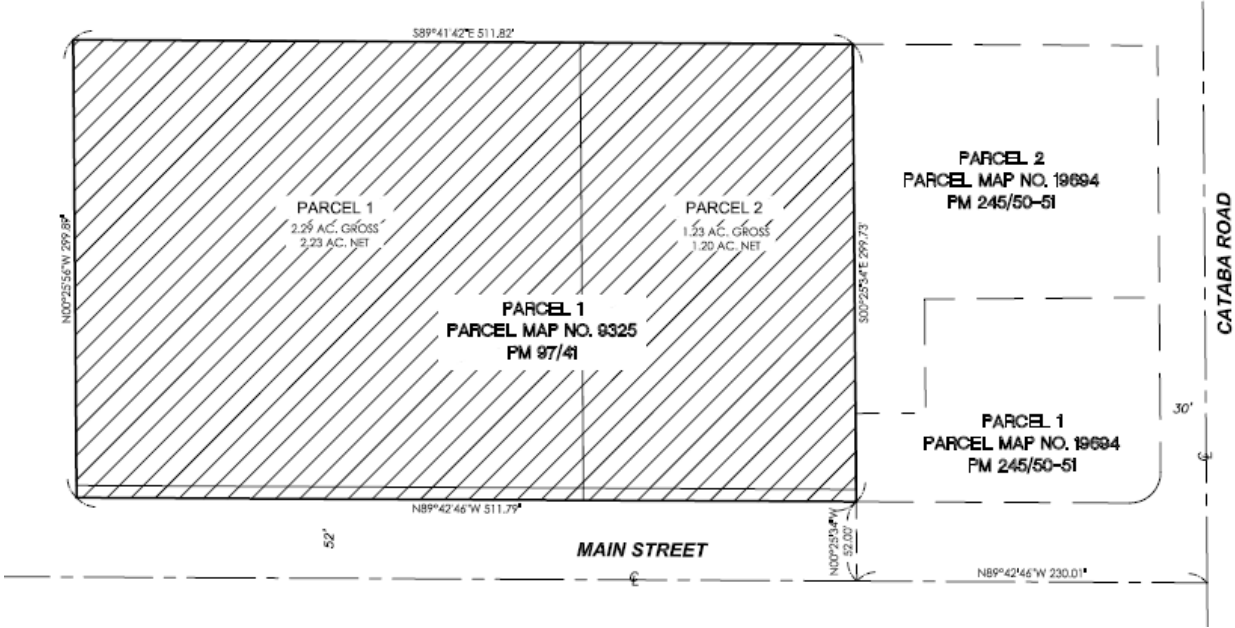 S89°41'42"E 511.82'
PARCEL 2
PARCEL MAP NO. 19694
PM 245/50-51
PARCEL 1
2.29 AC. GROSS
2.23 AC. NET
PARCEL 2
1.23 AC. GROSS
1.20 AC. NET
N00°25'56"W 299.89'
S00°25'34"E 299.73'
CATABA ROAD
PARCEL 1
PARCEL MAP NO. 9325
PM 97/41
30'
PARCEL 1
PARCEL MAP NO. 19694
PM 245/50-51
N89°42'46"W 511.79'
52'
MAIN STREET
N00°25'34"W
52.00'
N89°42'46"W 230.01'